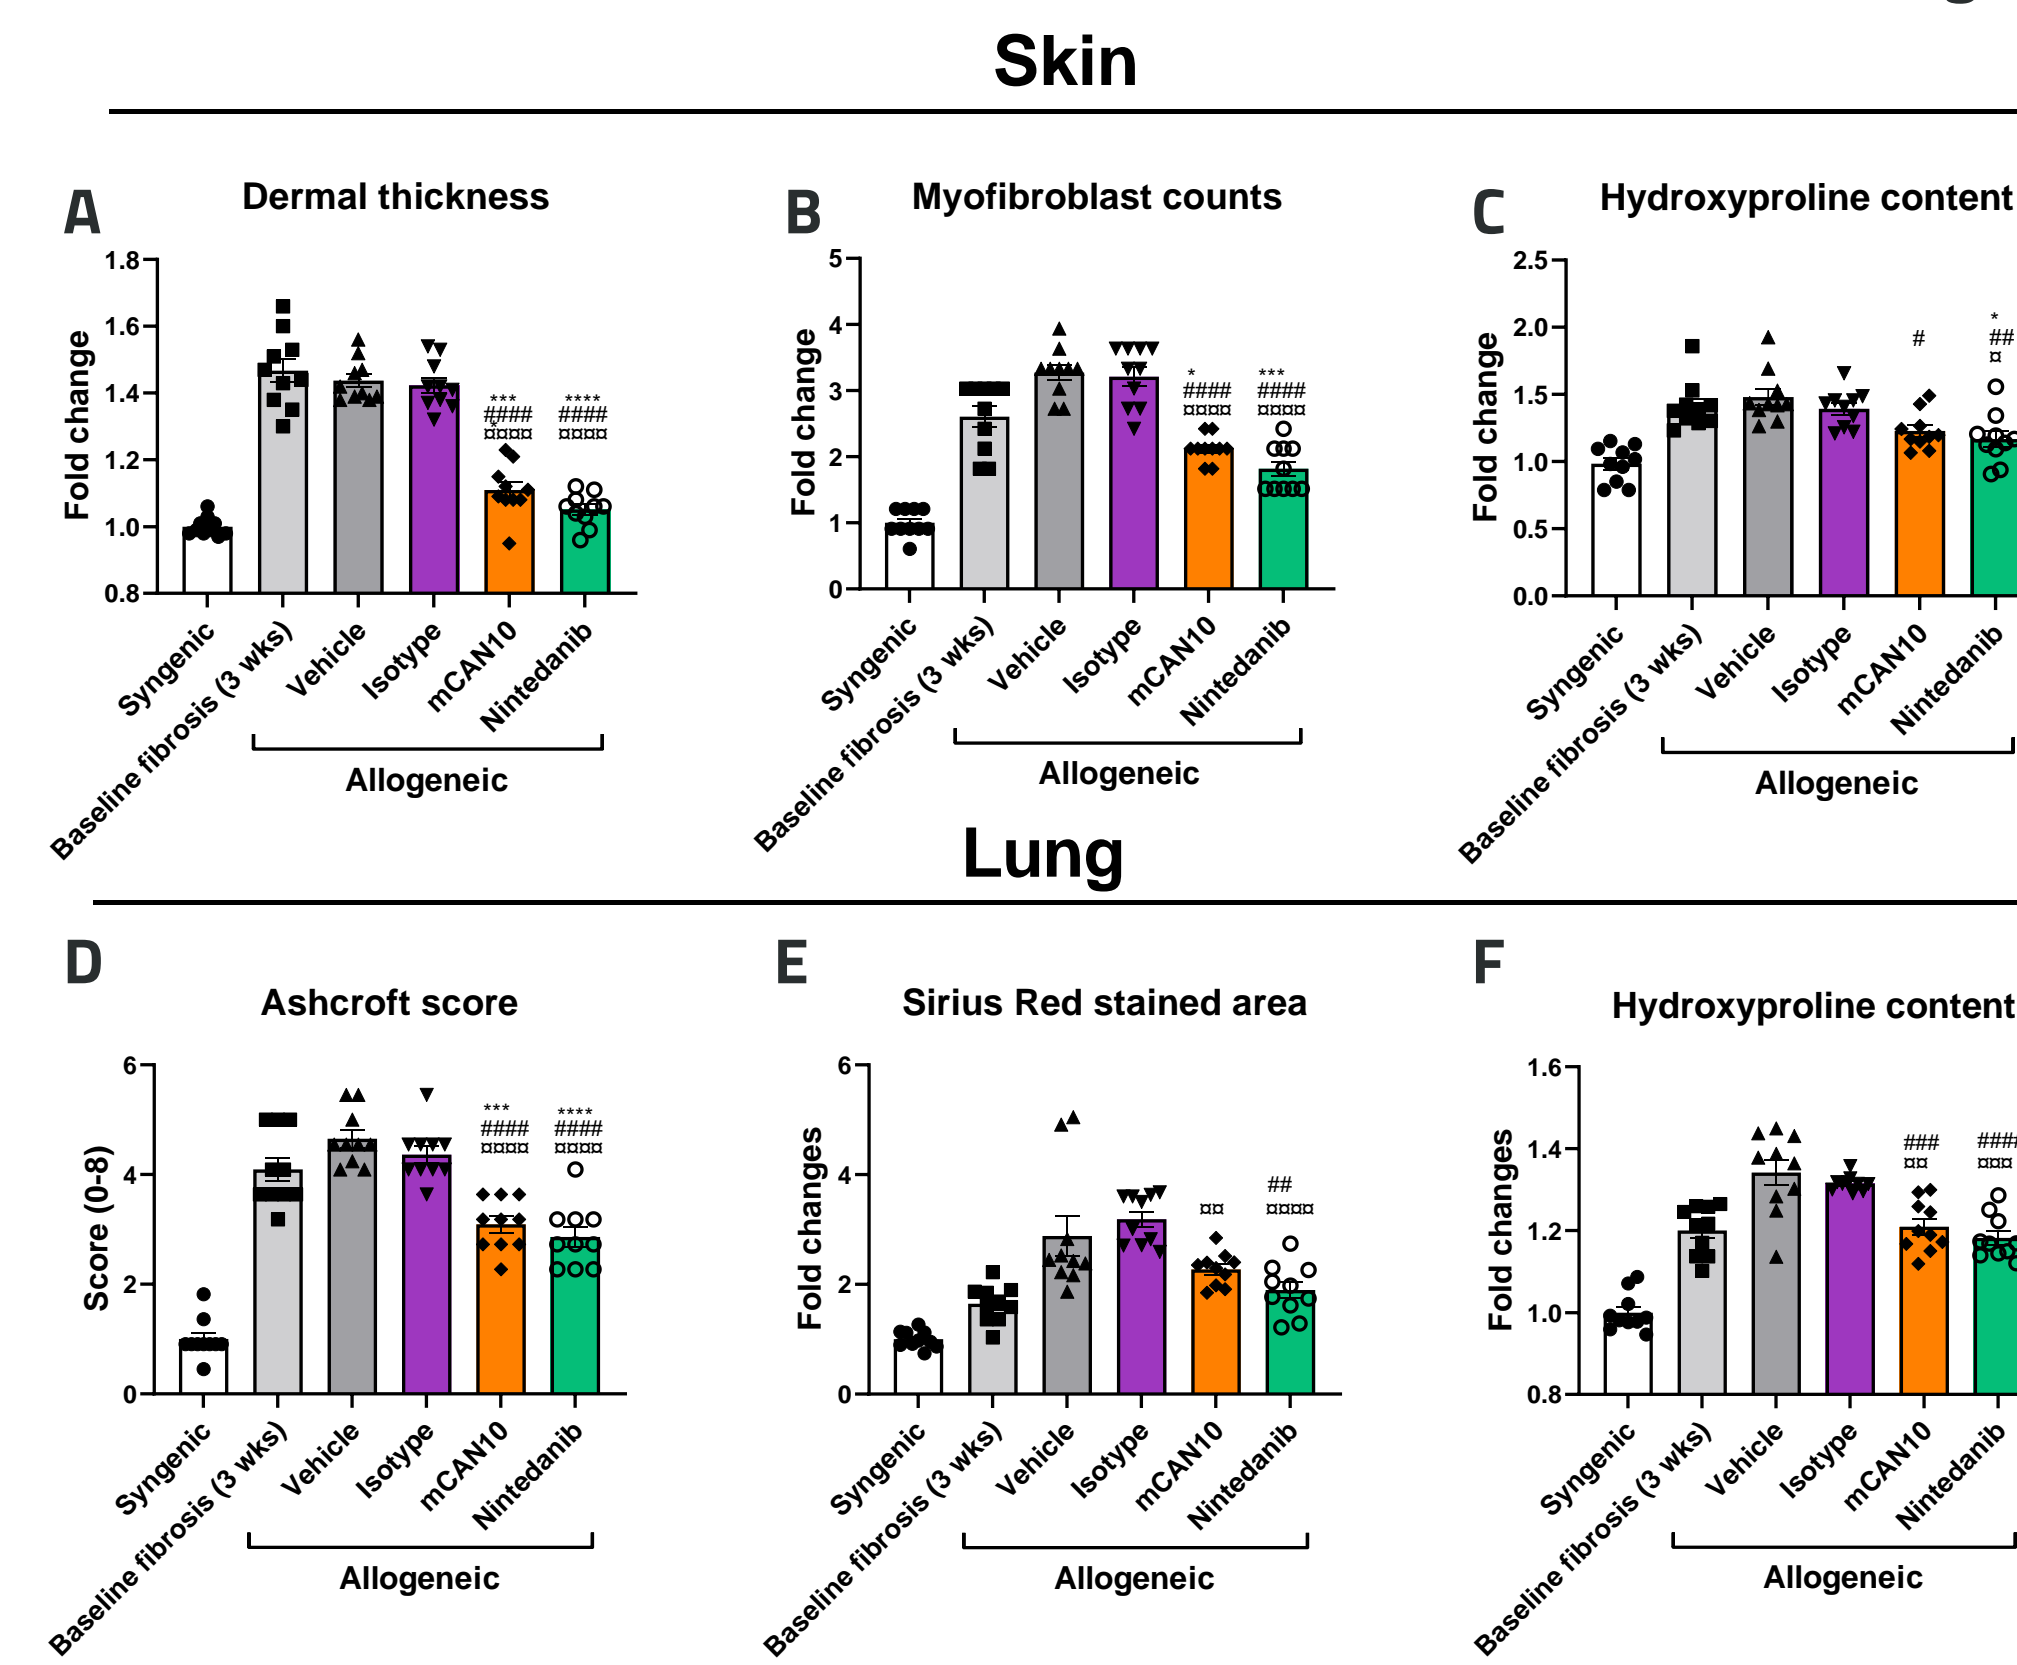 Skin
A
Dermal thickness
Fold change
1.8
1.6
1.4
1.2
1.0
0.8
***
####
*
¤¤¤¤
****
####
¤¤¤¤
Syngenic
Baseline fibrosis (3 wks)
Vehicle
Isotype
mCAN10
Nintedanib
Allogeneic
B
Myofibroblast counts
Fold change
5
4
3
2
1
0
*
####
¤¤¤¤
***
####
¤¤¤¤
Syngenic
Baseline fibrosis (3 wks)
Vehicle
Isotype
mCAN10
Nintedanib
Allogeneic
C
Hydroxyproline content
Fold change
2.5
2.0
1.5
1.0
0.5
0.0
#
*
##
¤
Syngenic
Baseline fibrosis (3 wks)
Vehicle
Isotype
mCAN10
Nintedanib
Allogeneic
Lung
D
Ashcroft score
Score (0-8)
6
4
2
0
***
####
¤¤¤¤
****
####
¤¤¤¤
Syngenic
Baseline fibrosis (3 wks)
Vehicle
Isotype
mCAN10
Nintedanib
Allogeneic
E
Sirius Red stained area
Fold changes
6
4
2
0
¤¤
##
¤¤¤¤
Syngenic
Baseline fibrosis (3 wks)
Vehicle
Isotype
mCAN10
Nintedanib
Allogeneic
F
Hydroxyproline content
Fold changes
1.6
1.4
1.2
1.0
0.8
###
¤¤
¤¤¤
Syngenic
Baseline fibrosis (3 wks)
Vehicle
Isotype
mCAN10
Nintedanib
Allogeneic